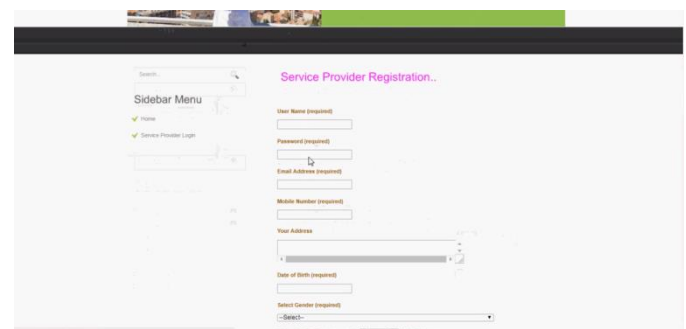 Search...
Sidebar Menu
Home
Service Provider Login
Service Provider Registration..
User Name (required)
Password (required)
Email Address (required)
Mobile Number (required)
Your Address
Date of Birth (required)
Select Gender (required)
--Select--